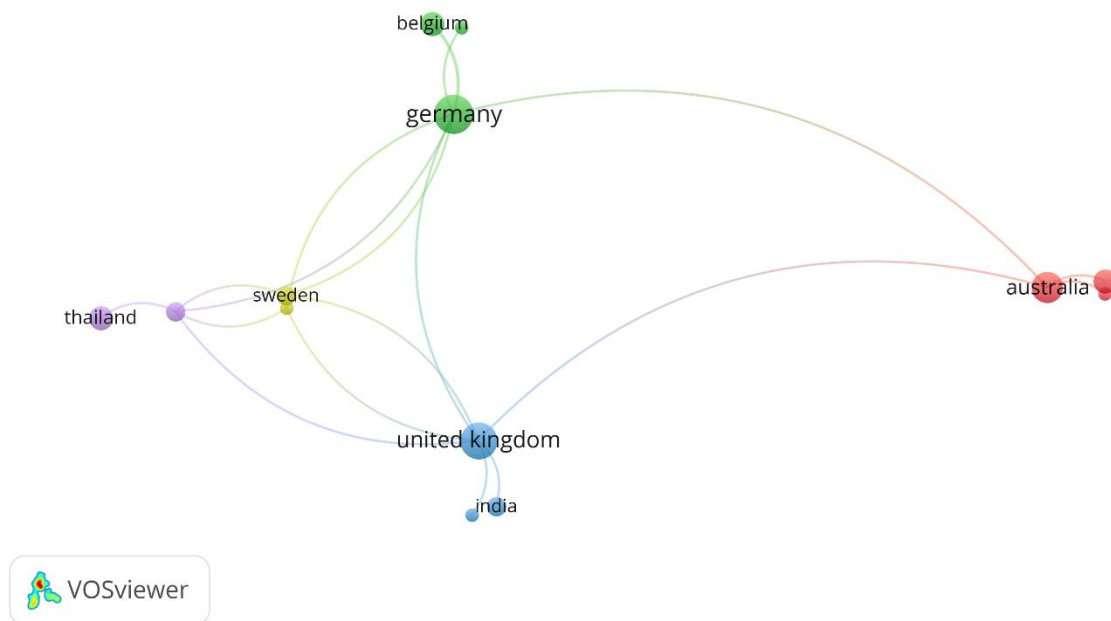 belgium
germany
sweden
australia
thailand
united kingdom
india
VOSviewer